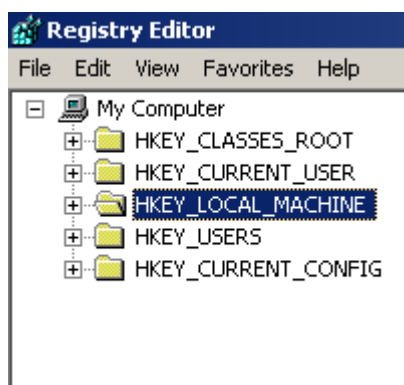 Registry Editor
File Edit View Favorites Help
My Computer
HKEY_CLASSES_ROOT
HKEY_CURRENT_USER
HKEY_LOCAL_MACHINE
HKEY_USERS
HKEY_CURRENT_CONFIG